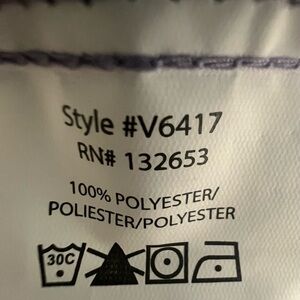 Style #V6417
RN# 132653
100% POLYESTER/
POLIESTER/POLYESTER
30C